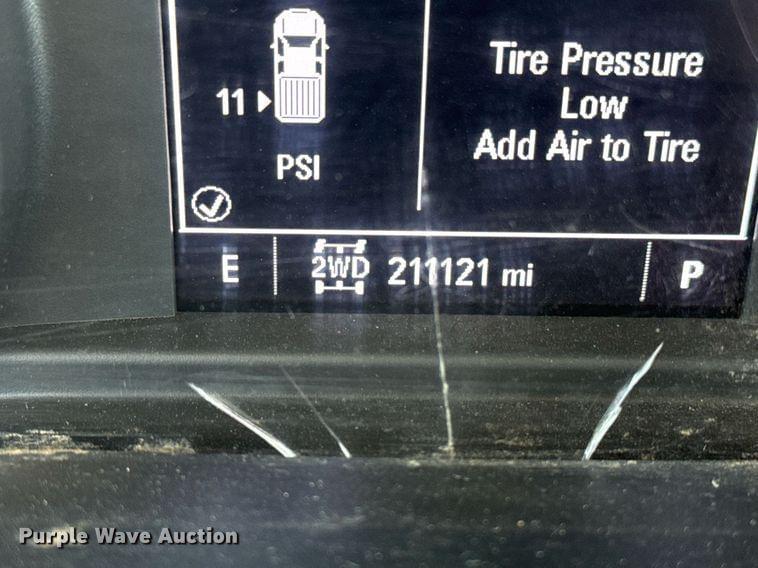 11
PSI
Tire Pressure
Low
Add Air to Tire
E
2WD
211121 mi
P
Purple Wave Auction